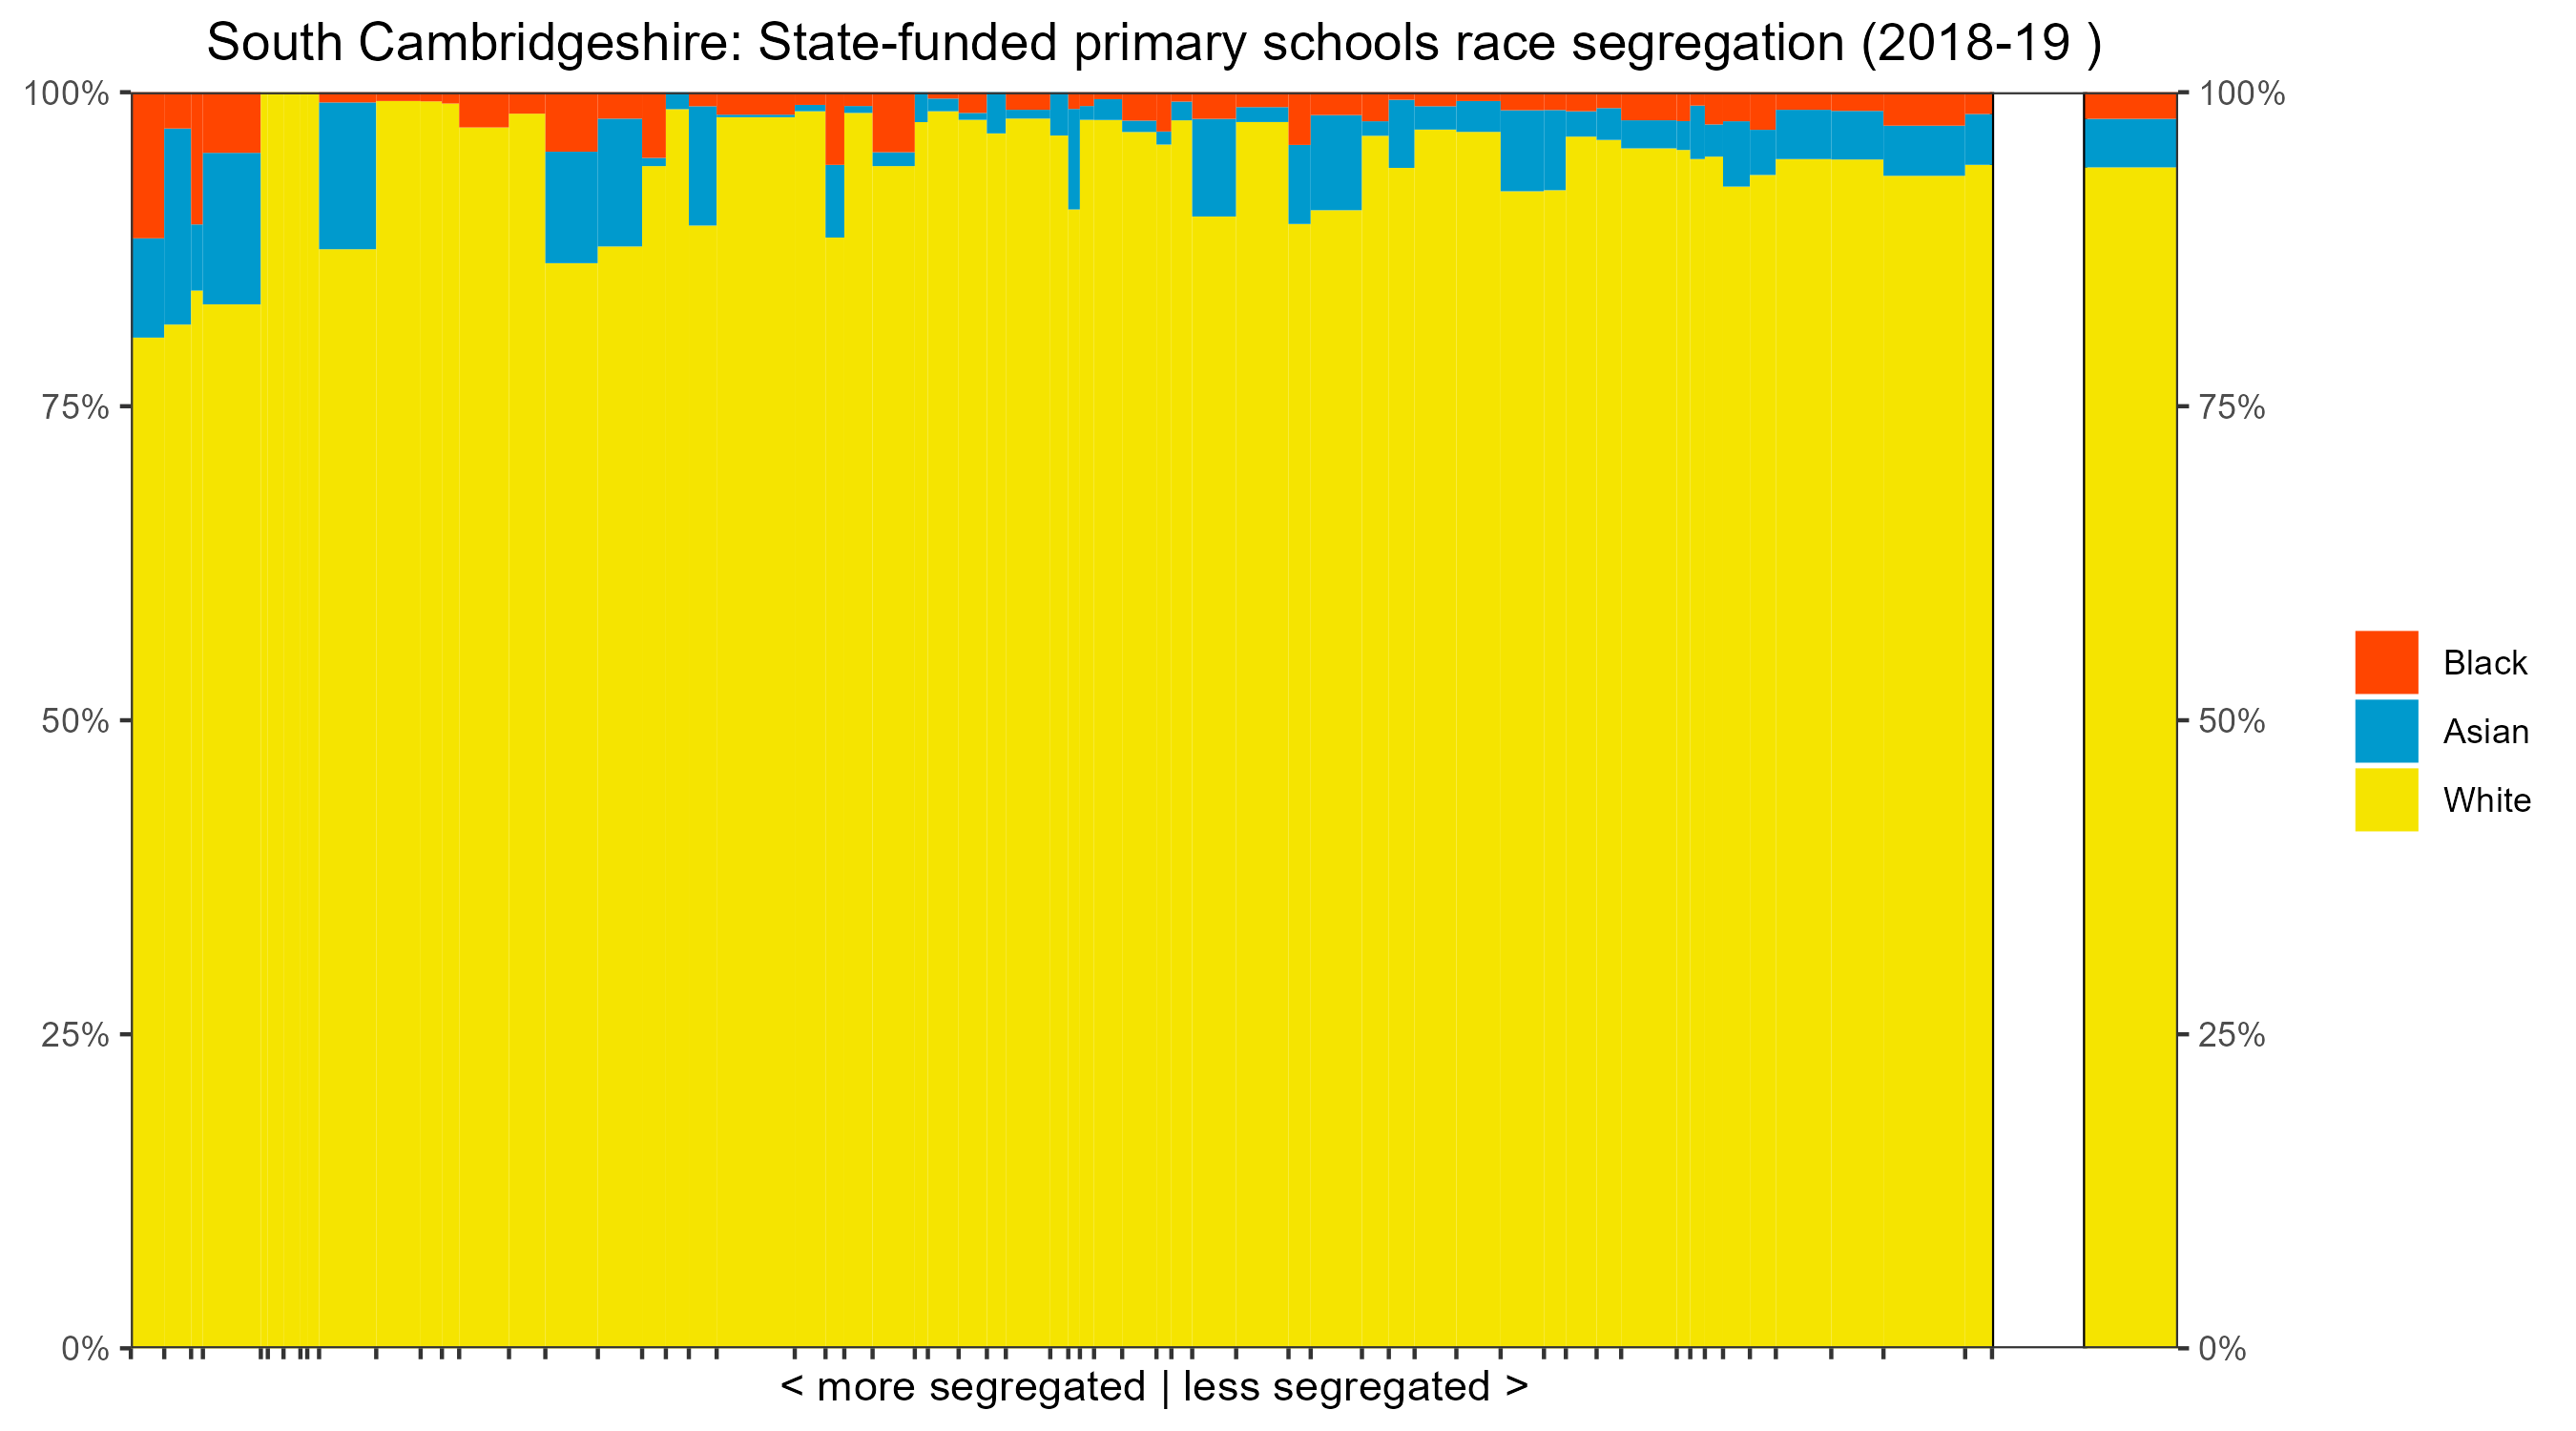 South Cambridgeshire: State-funded primary schools race segregation (2018-19 )
100%
75%
50%
25%
0%
100%
75%
50%
25%
0%
Black
Asian
White
< more segregated | less segregated >